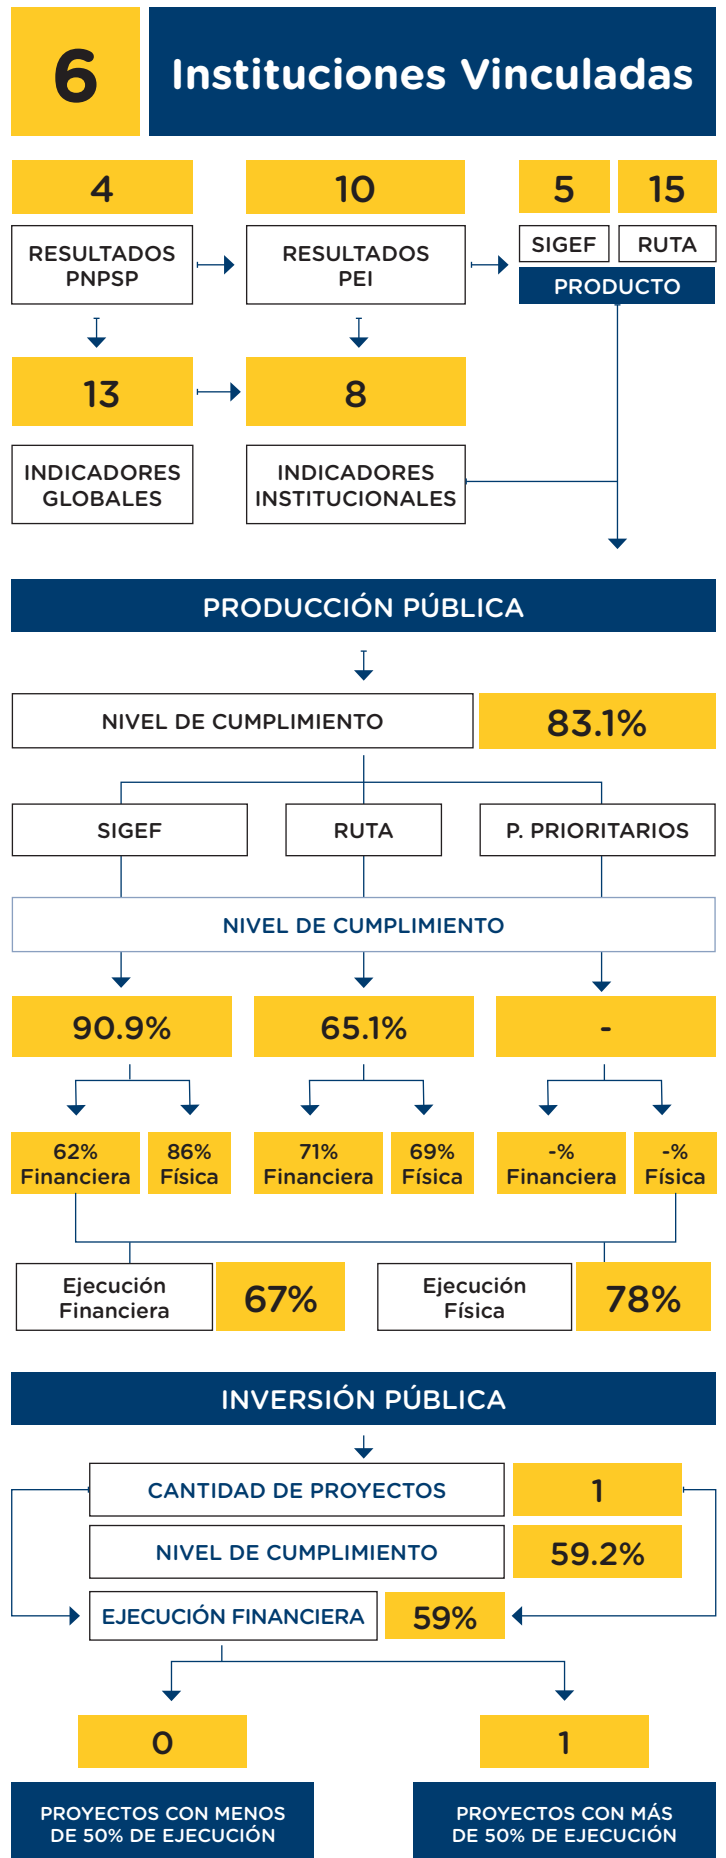 6
Instituciones Vinculadas
4
10
5
15
RESULTADOS
PNPSP
RESULTADOS
PEI
SIGEF
RUTA
PRODUCTO
13
8
INDICADORES
GLOBALES
INDICADORES
INSTITUCIONALES
PRODUCCIÓN PÚBLICA
NIVEL DE CUMPLIMIENTO
83.1%
SIGEF
RUTA
P. PRIORITARIOS
NIVEL DE CUMPLIMIENTO
90.9%
65.1%
-
62%
Financiera
86%
Física
71%
Financiera
69%
Física
-%
Financiera
-%
Física
Ejecución
Financiera
67%
Ejecución
Física
78%
INVERSIÓN PÚBLICA
CANTIDAD DE PROYECTOS
1
NIVEL DE CUMPLIMIENTO
59.2%
EJECUCIÓN FINANCIERA
59%
0
1
PROYECTOS CON MENOS
DE 50% DE EJECUCIÓN
PROYECTOS CON MÁS
DE 50% DE EJECUCIÓN